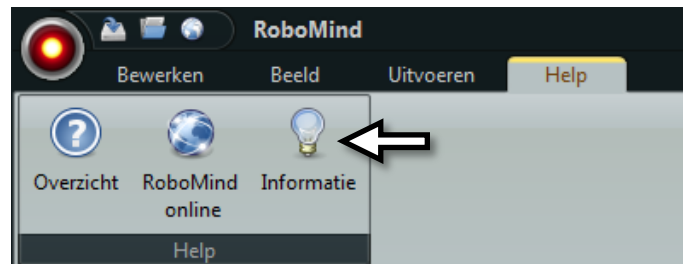 RoboMind
Bewerken Beeld Uitvoeren Help
Overzicht RoboMind Informatie
online
Help